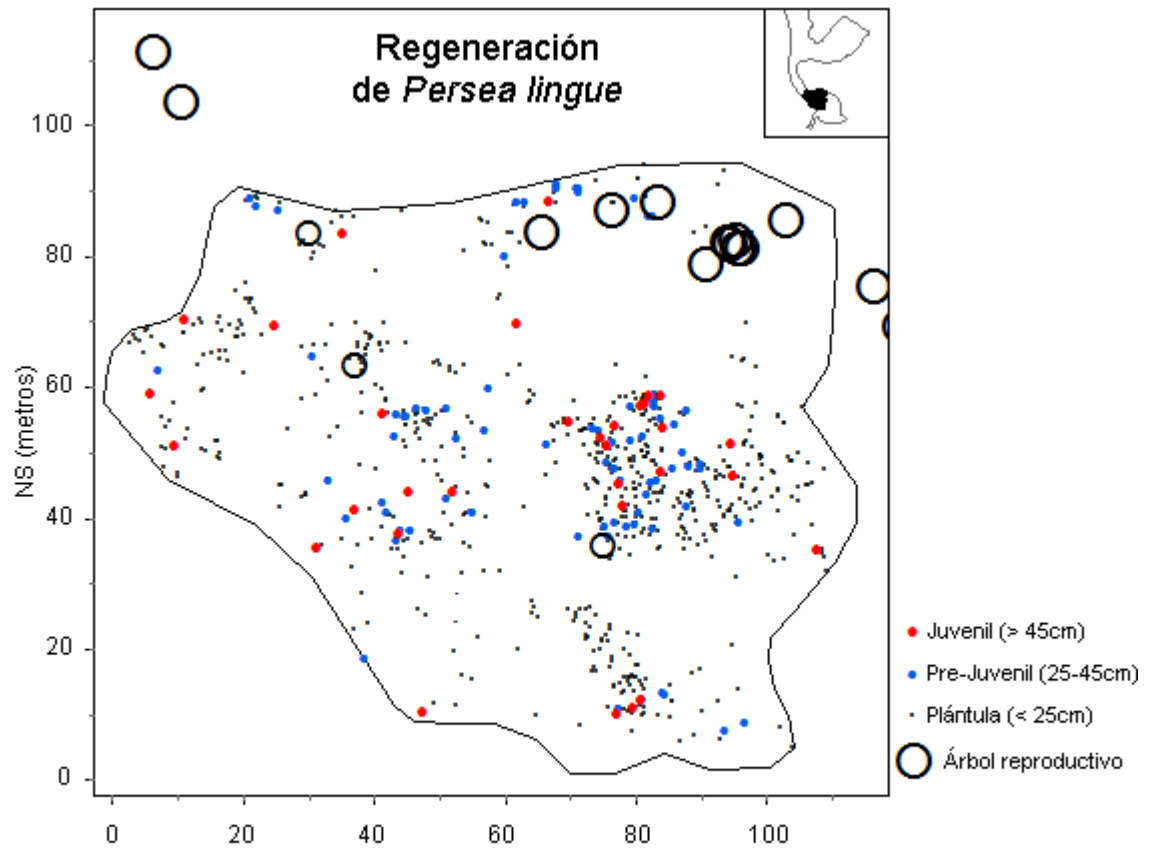 Regeneración
de Persea lingue
NS (metros)
100
80
60
40
20
0
0 20 40 60 80 100
Juvenil (> 45cm)
Pre-Juvenil (25-45cm)
Plántula (< 25cm)
Árbol reproductivo